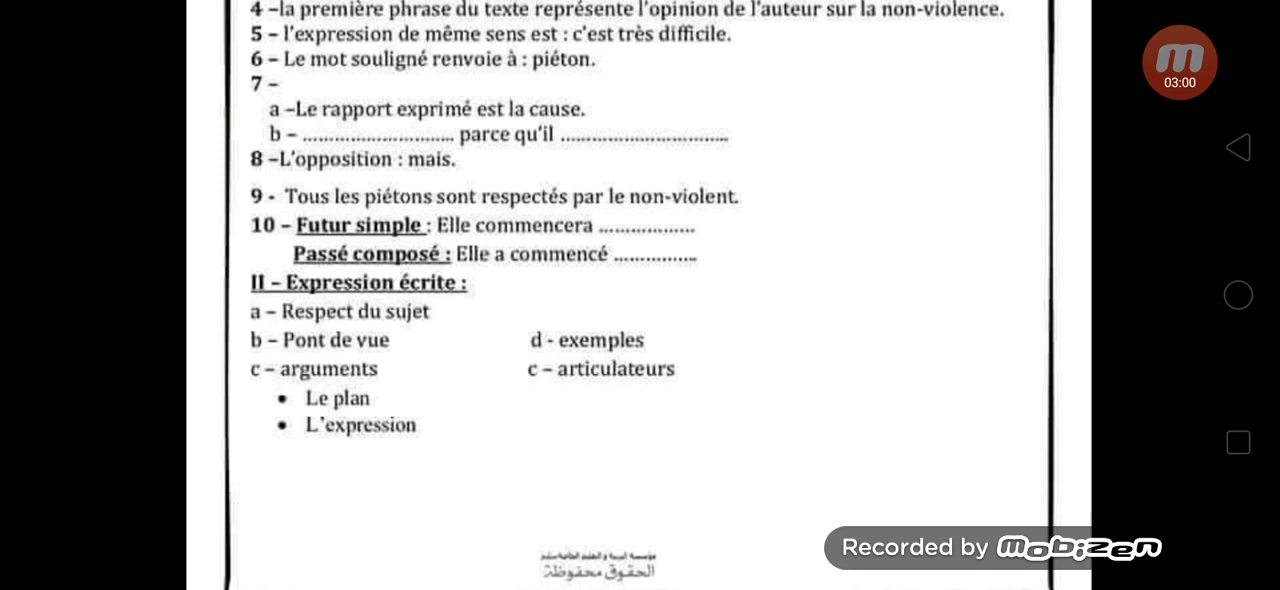 4 –la première phrase du texte représente l'opinion de l'auteur sur la non-violence.
5 – l'expression de même sens est : c'est très difficile.
6 – Le mot souligné renvoie à : piéton.
7 –
a –Le rapport exprimé est la cause.
b – ............................ parce qu'il ...............................
8 –L'opposition : mais.
9 - Tous les piétons sont respectés par le non-violent.
10 – Futur simple : Elle commencera ..................
Passé composé : Elle a commencé ................
II – Expression écrite :
a – Respect du sujet
b – Pont de vue d - exemples
c – arguments c – articulateurs
• Le plan
• L'expression
الحقوق محفوظة
03:00
Recorded by mobizen